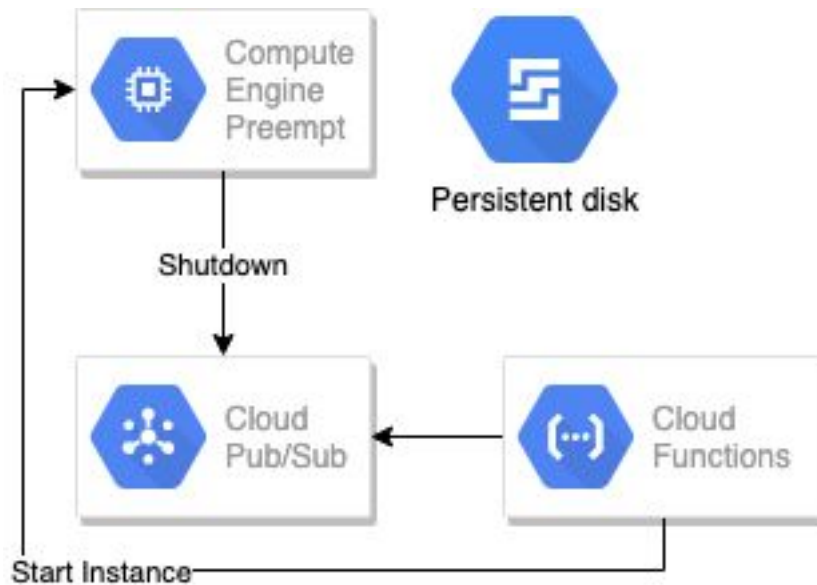 Compute
Engine
Preempt
Persistent disk
Shutdown
Cloud
Pub/Sub
Cloud
Functions
Start Instance